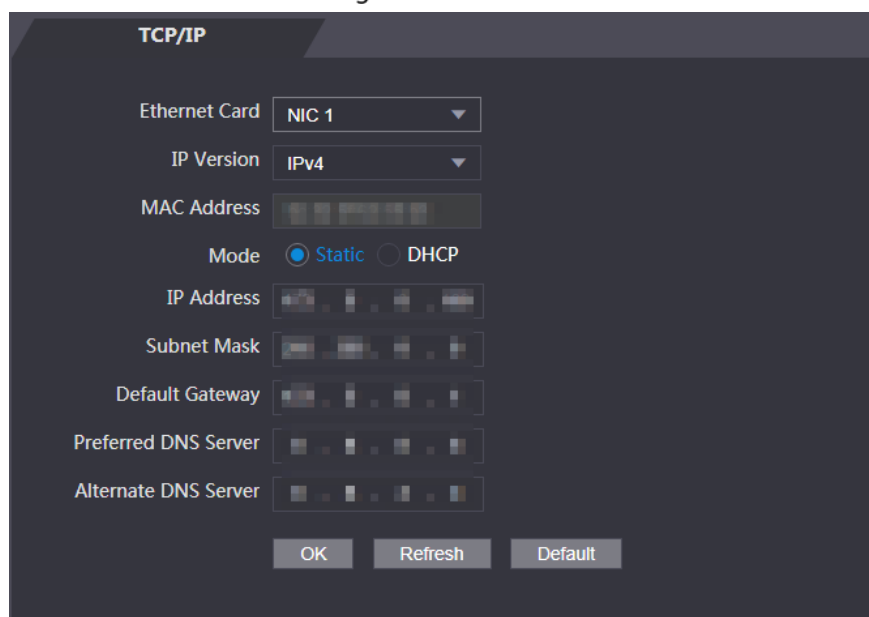 TCP/IP
Ethernet Card NIC 1
IP Version IPv4
MAC Address
Mode Static DHCP
IP Address
Subnet Mask
Default Gateway
Preferred DNS Server
Alternate DNS Server
OK Refresh Default